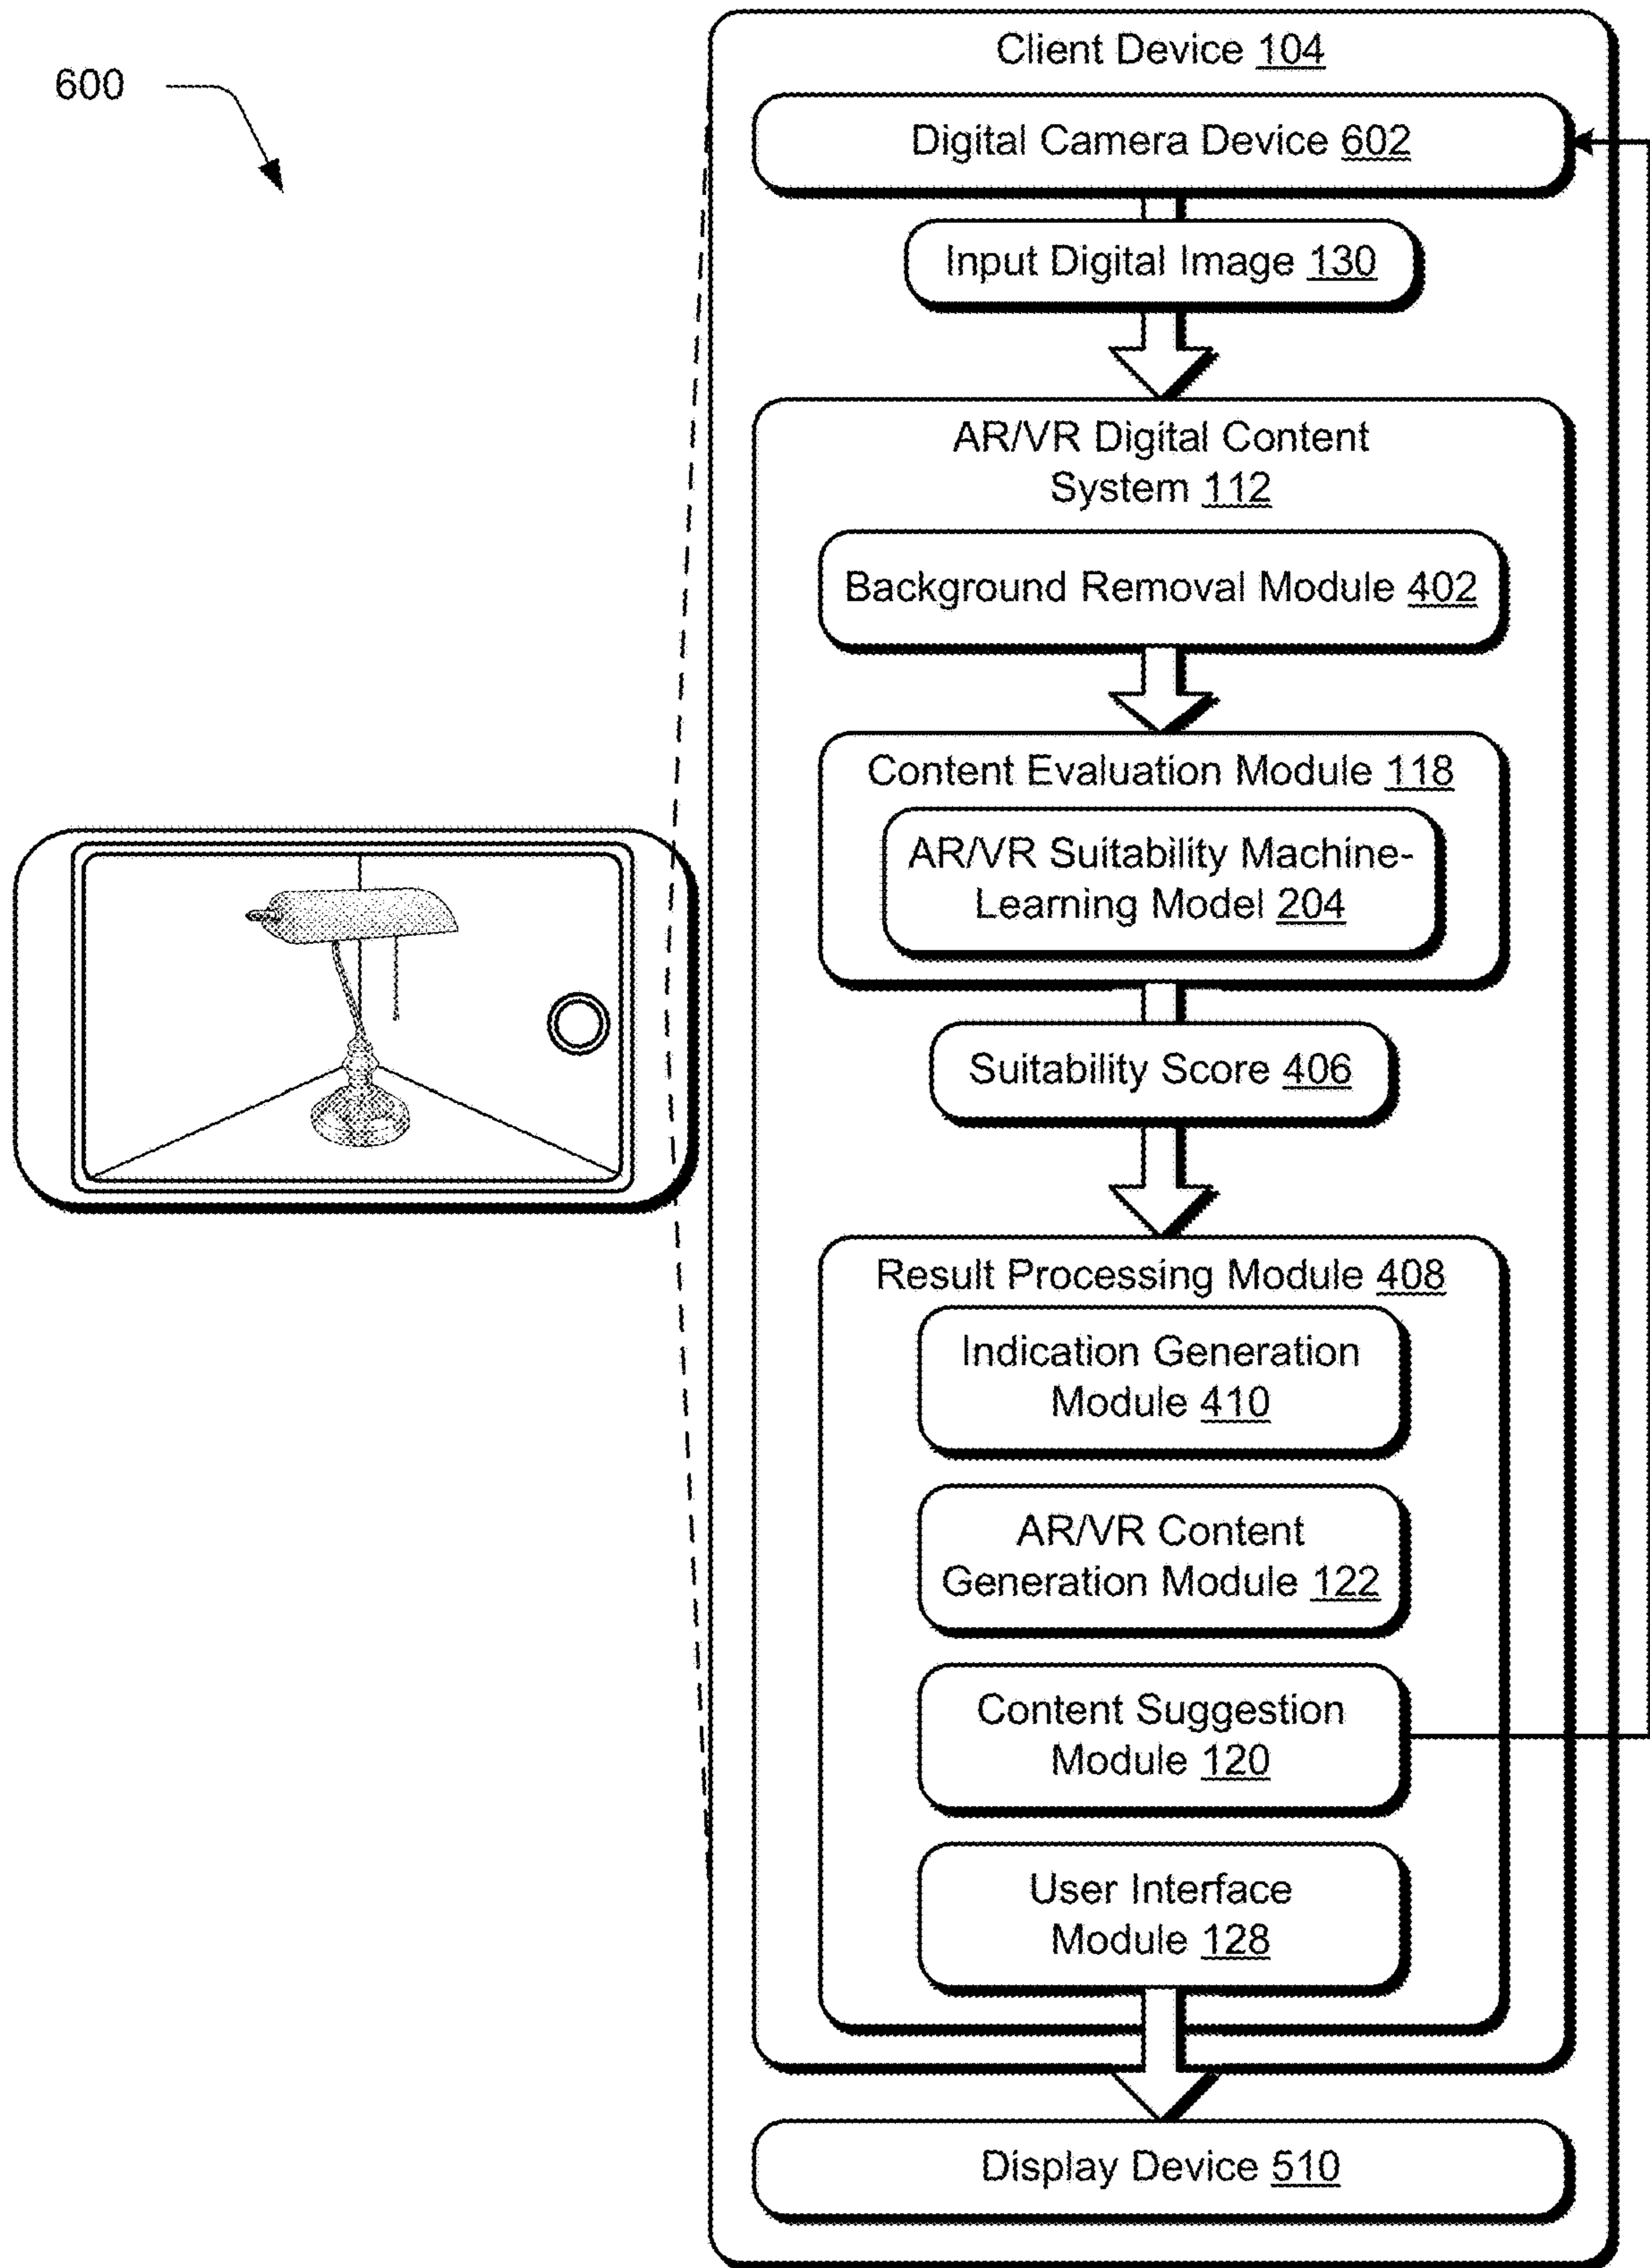 600
Client Device 104
Digital Camera Device 602
Input Digital Image 130
AR/VR Digital Content
System 112
Background Removal Module 402
Content Evaluation Module 118
AR/VR Suitability Machine-
Learning Model 204
Suitability Score 406
Result Processing Module 408
Indication Generation
Module 410
AR/VR Content
Generation Module 122
Content Suggestion
Module 120
User Interface
Module 128
Display Device 510